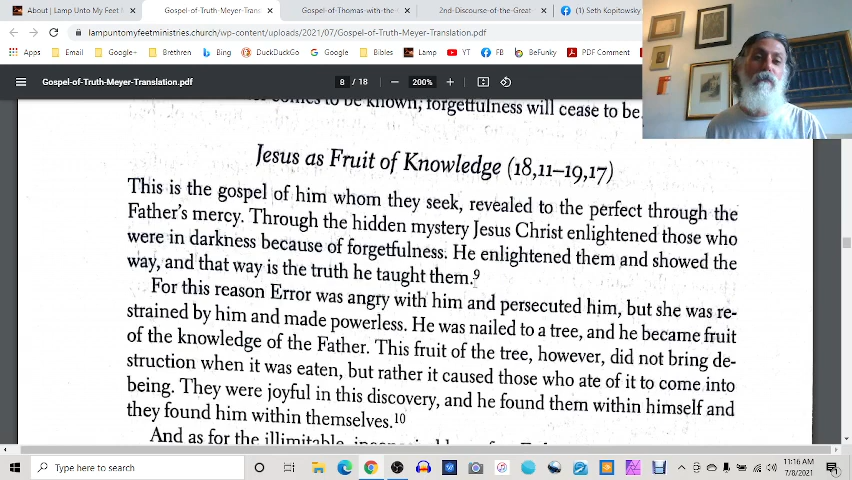 About | Lamp Unto My Feet
Gospel-of-Truth-Meyer-Trans
Gospel-of-Thomas-with-the
2nd-Discourse-of-the-Great
(1) Seth Kopitowsky
lampuntomyfeetministries.church/wp-content/uploads/2021/07/Gospel-of-Truth-Meyer-Translation.pdf
Apps Email Google+ Brethren Bing DuckDuckGo Google Bibles Lamp YT FB BeFunky PDF Comment
Gospel-of-Truth-Meyer-Translation.pdf 8 / 18 — 200% +
comes to be known, forgetfulness will cease to be.
Jesus as Fruit of Knowledge (18,11–19,17)
This is the gospel of him whom they seek, revealed to the perfect through the
Father's mercy. Through the hidden mystery Jesus Christ enlightened those who
were in darkness because of forgetfulness. He enlightened them and showed the
way, and that way is the truth he taught them.9
For this reason Error was angry with him and persecuted him, but she was re-
strained by him and made powerless. He was nailed to a tree, and he became fruit
of the knowledge of the Father. This fruit of the tree, however, did not bring de-
struction when it was eaten, but rather it caused those who ate of it to come into
being. They were joyful in this discovery, and he found them within himself and
they found him within themselves.10
And as for the illimitable,
Type here to search
11:16 AM
7/8/2021